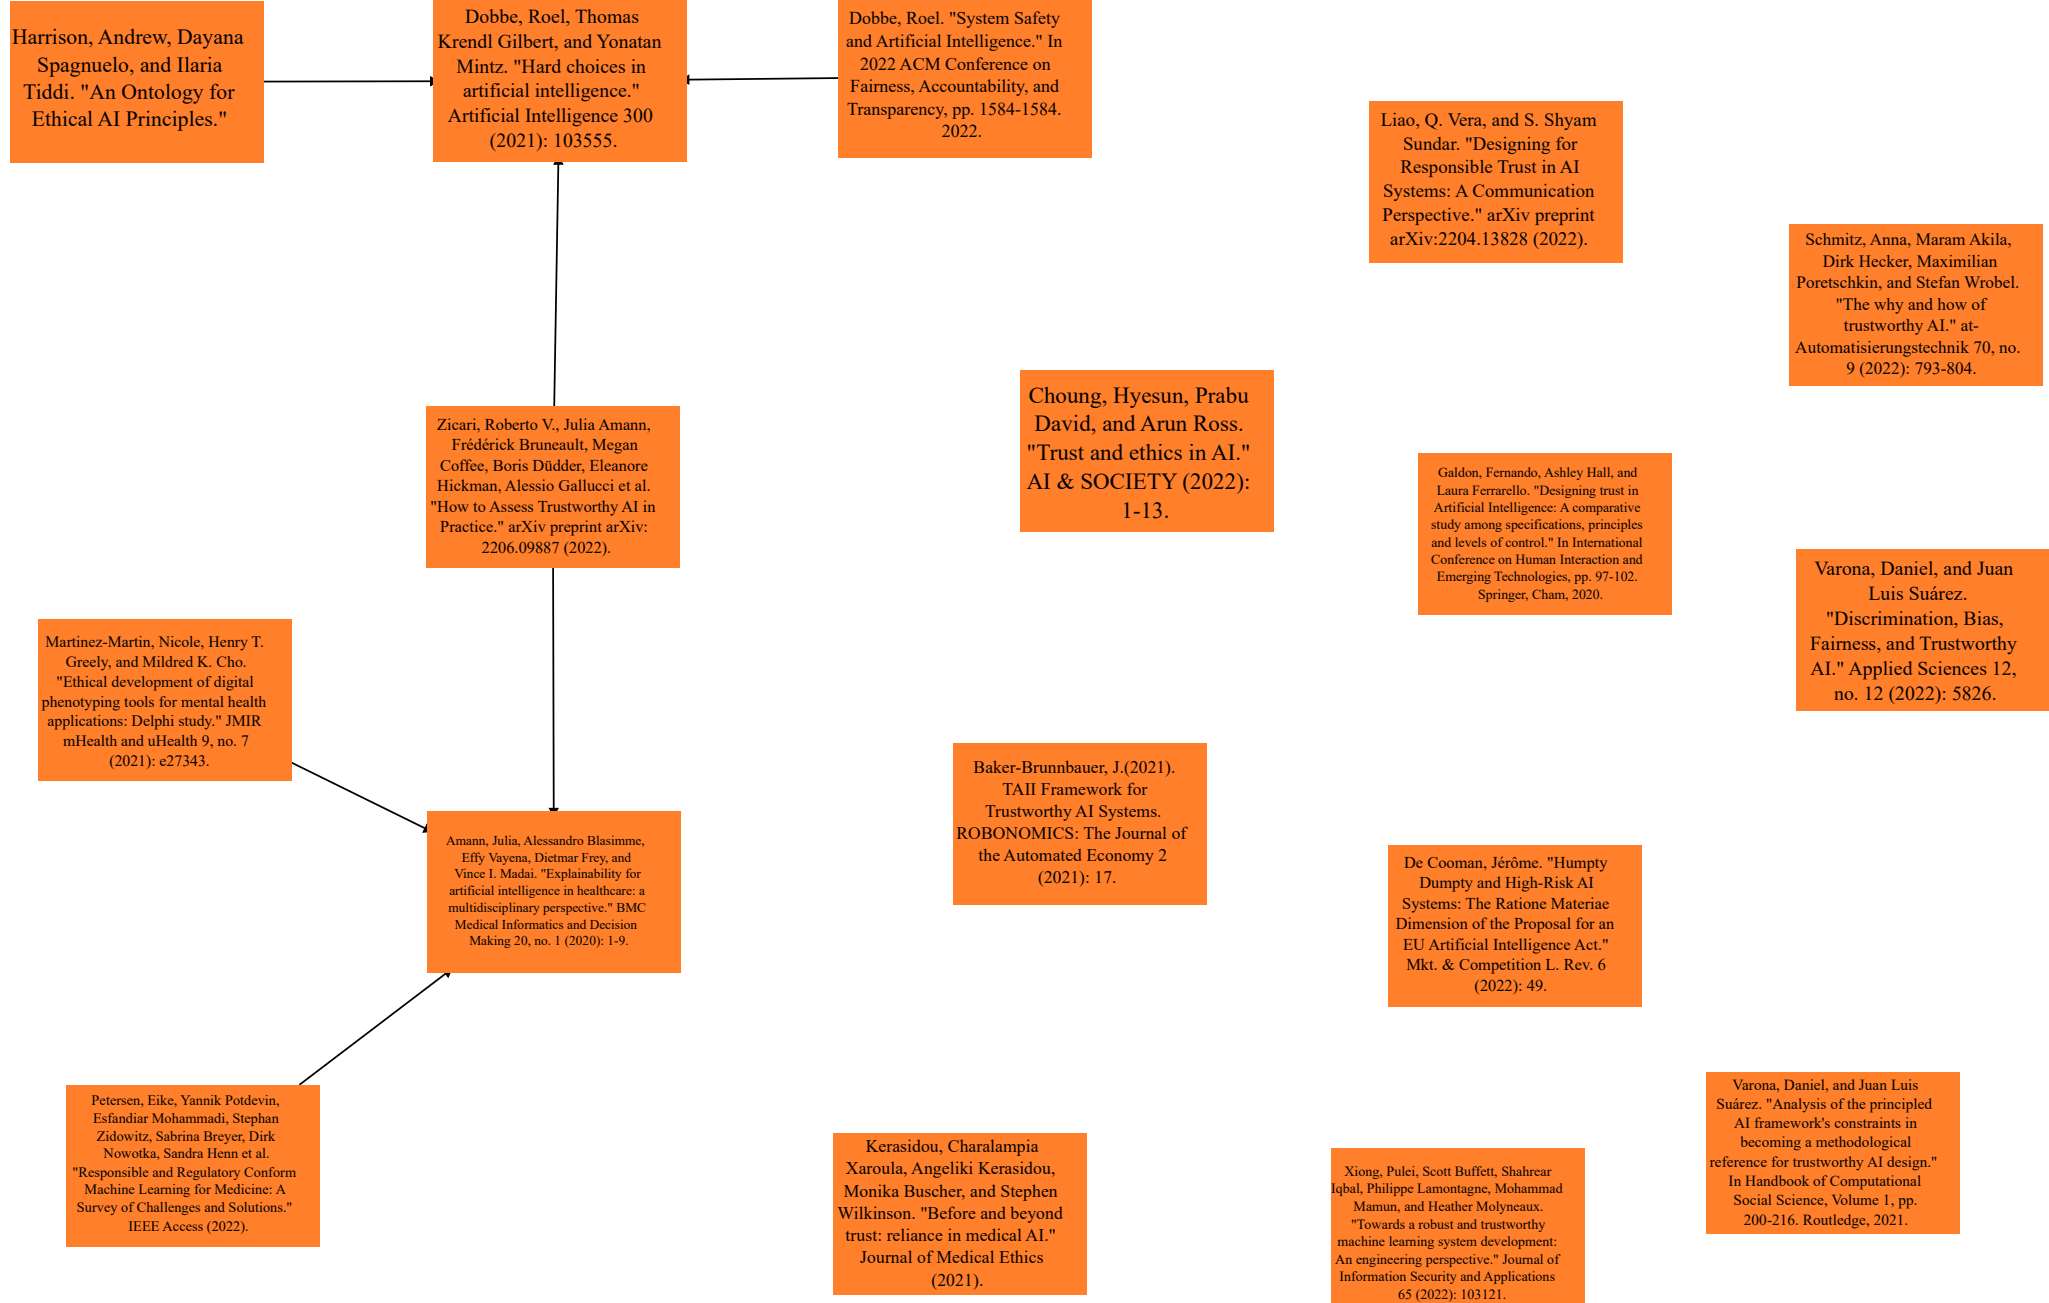 Harrison, Andrew, Dayana
Spagnuelo, and Ilaria
Tiddi. "An Ontology for
Ethical AI Principles."
Dobbe, Roel, Thomas
Krendl Gilbert, and Yonatan
Mintz. "Hard choices in
artificial intelligence."
Artificial Intelligence 300
(2021): 103555.
Dobbe, Roel. "System Safety
and Artificial Intelligence." In
2022 ACM Conference on
Fairness, Accountability, and
Transparency, pp. 1584-1584.
2022.
Liao, Q. Vera, and S. Shyam
Sundar. "Designing for
Responsible Trust in AI
Systems: A Communication
Perspective." arXiv preprint
arXiv:2204.13828 (2022).
Schmitz, Anna, Maram Akila,
Dirk Hecker, Maximilian
Poretschkin, and Stefan Wrobel.
"The why and how of
trustworthy AI." at-
Automatisierungstechnik 70, no.
9 (2022): 793-804.
Zicari, Roberto V., Julia Amann,
Frédérick Bruneault, Megan
Coffee, Boris Düdder, Eleanore
Hickman, Alessio Gallucci et al.
"How to Assess Trustworthy AI in
Practice." arXiv preprint arXiv:
2206.09887 (2022).
Choung, Hyesun, Prabu
David, and Arun Ross.
"Trust and ethics in AI."
AI & SOCIETY (2022):
1-13.
Galdon, Fernando, Ashley Hall, and
Laura Ferrarello. "Designing trust in
Artificial Intelligence: A comparative
study among specifications, principles
and levels of control." In International
Conference on Human Interaction and
Emerging Technologies, pp. 97-102.
Springer, Cham, 2020.
Varona, Daniel, and Juan
Luis Suárez.
"Discrimination, Bias,
Fairness, and Trustworthy
AI." Applied Sciences 12,
no. 12 (2022): 5826.
Martinez-Martin, Nicole, Henry T.
Greely, and Mildred K. Cho.
"Ethical development of digital
phenotyping tools for mental health
applications: Delphi study." JMIR
mHealth and uHealth 9, no. 7
(2021): e27343.
Baker-Brunnbauer, J.(2021).
TAII Framework for
Trustworthy AI Systems.
ROBONOMICS: The Journal of
the Automated Economy 2
(2021): 17.
Amann, Julia, Alessandro Blasimme,
Effy Vayena, Dietmar Frey, and
Vince I. Madai. "Explainability for
artificial intelligence in healthcare: a
multidisciplinary perspective." BMC
Medical Informatics and Decision
Making 20, no. 1 (2020): 1-9.
De Cooman, Jérôme. "Humpty
Dumpty and High-Risk AI
Systems: The Ratione Materiae
Dimension of the Proposal for an
EU Artificial Intelligence Act."
Mkt. & Competition L. Rev. 6
(2022): 49.
Petersen, Eike, Yannik Potdevin,
Esfandiar Mohammadi, Stephan
Zidowitz, Sabrina Breyer, Dirk
Nowotka, Sandra Henn et al.
"Responsible and Regulatory Conform
Machine Learning for Medicine: A
Survey of Challenges and Solutions."
IEEE Access (2022).
Kerasidou, Charalampia
Xaroula, Angeliki Kerasidou,
Monika Buscher, and Stephen
Wilkinson. "Before and beyond
trust: reliance in medical AI."
Journal of Medical Ethics
(2021).
Xiong, Pulei, Scott Buffett, Shahrear
Iqbal, Philippe Lamontagne, Mohammad
Mamun, and Heather Molyneaux.
"Towards a robust and trustworthy
machine learning system development:
An engineering perspective." Journal of
Information Security and Applications
65 (2022): 103121.
Varona, Daniel, and Juan Luis
Suárez. "Analysis of the principled
AI framework's constraints in
becoming a methodological
reference for trustworthy AI design."
In Handbook of Computational
Social Science, Volume 1, pp.
200-216. Routledge, 2021.